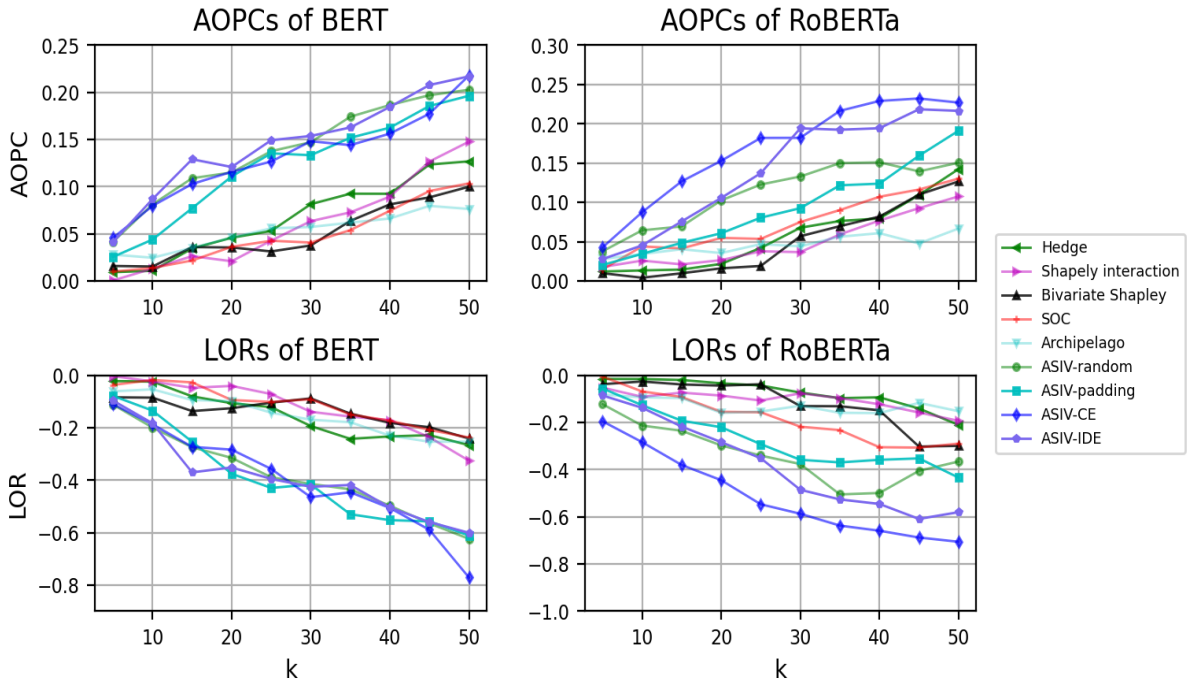 AOPCs of BERT
AOPCs of RoBERTa
AOPC
0.25
0.20
0.15
0.10
0.05
0.00
10 20 30 40 50
0.30
0.25
0.20
0.15
0.10
0.05
0.00
10 20 30 40 50
LORs of BERT
LORs of RoBERTa
LOR
0.0
−0.2
−0.4
−0.6
−0.8
10 20 30 40 50
k
0.0
−0.2
−0.4
−0.6
−0.8
−1.0
10 20 30 40 50
k
Hedge
Shapely interaction
Bivariate Shapley
SOC
Archipelago
ASIV-random
ASIV-padding
ASIV-CE
ASIV-IDE